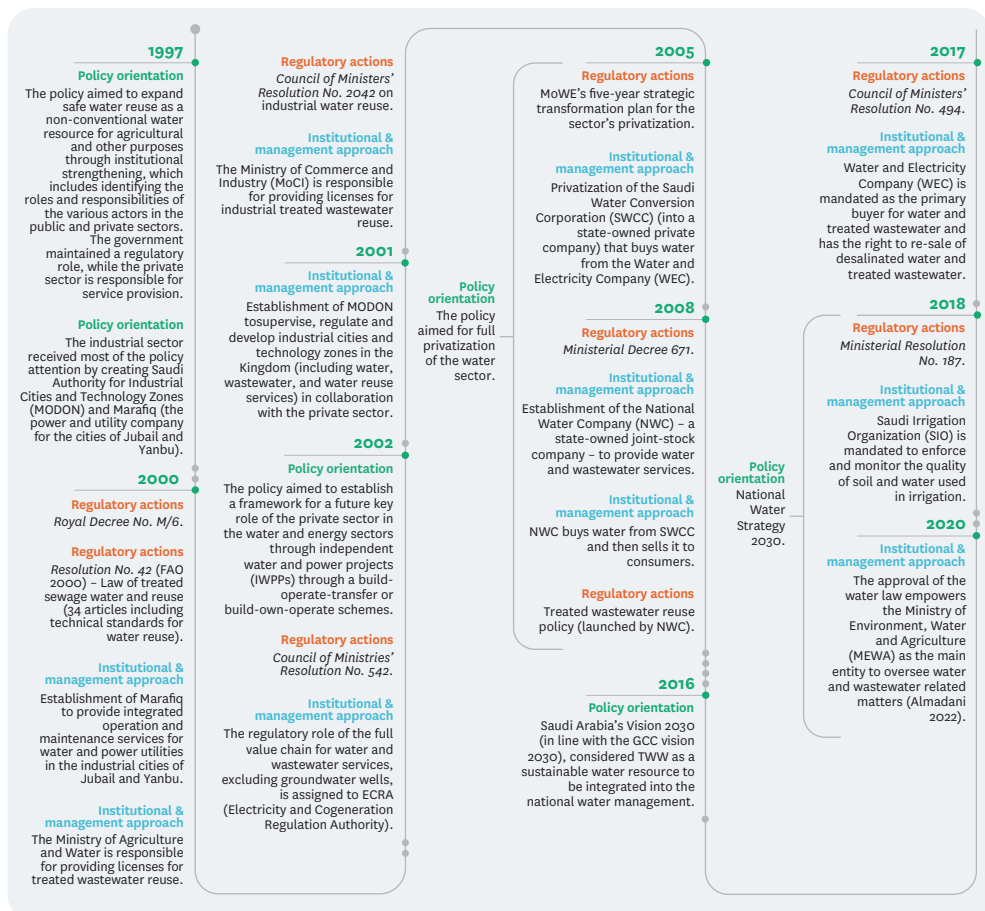 1997
Policy orientation
The policy aimed to expand
safe water reuse as a
non-conventional water
resource for agricultural
and other purposes
through institutional
strengthening, which
includes identifying the
roles and responsibilities of
the various actors in the
public and private sectors.
The government
maintained a regulatory
role, while the private
sector is responsible for
service provision.
Policy orientation
The industrial sector
received most of the policy
attention by creating Saudi
Authority for Industrial
Cities and Technology Zones
(MODON) and Marafiq (the
power and utility company
for the cities of Jubail and
Yanbu).
2000
Regulatory actions
Royal Decree No. M/6.
Regulatory actions
Resolution No. 42 (FAO
2000) – Law of treated
sewage water and reuse
(34 articles including
technical standards for
water reuse).
Institutional &
management approach
Establishment of Marafiq
to provide integrated
operation and
maintenance services for
water and power utilities
in the industrial cities of
Jubail and Yanbu.
Institutional &
management approach
The Ministry of Agriculture
and Water is responsible
for providing licenses for
treated wastewater reuse.
Regulatory actions
Council of Ministers'
Resolution No. 2042 on
industrial water reuse.
Institutional &
management approach
The Ministry of Commerce and
Industry (MoCI) is responsible
for providing licenses for
industrial treated wastewater
reuse.
2001
Institutional &
management approach
Establishment of MODON
tosupervise, regulate and
develop industrial cities and
technology zones in the
Kingdom (including water,
wastewater, and water reuse
services) in collaboration
with the private sector.
2002
Policy orientation
The policy aimed to establish
a framework for a future key
role of the private sector in
the water and energy sectors
through independent
water and power projects
(IWPPs) through a build-
operate-transfer or
build-own-operate schemes.
Regulatory actions
Council of Ministries'
Resolution No. 542.
Institutional &
management approach
The regulatory role of the full
value chain for water and
wastewater services,
excluding groundwater wells,
is assigned to ECRA
(Electricity and Cogeneration
Regulation Authority).
Policy
orientation
The policy
aimed for full
privatization
of the water
sector.
2005
Regulatory actions
MoWE's five-year strategic
transformation plan for the
sector's privatization.
Institutional &
management approach
Privatization of the Saudi
Water Conversion
Corporation (SWCC) (into a
state-owned private
company) that buys water
from the Water and
Electricity Company (WEC).
2008
Regulatory actions
Ministerial Decree 671.
Institutional &
management approach
Establishment of the National
Water Company (NWC) – a
state-owned joint-stock
company – to provide water
and wastewater services.
Institutional &
management approach
NWC buys water from SWCC
and then sells it to
consumers.
Regulatory actions
Treated wastewater reuse
policy (launched by NWC).
2016
Policy orientation
Saudi Arabia's Vision 2030
(in line with the GCC vision
2030), considered TWW as a
sustainable water resource to
be integrated into the
national water management.
2017
Regulatory actions
Council of Ministers'
Resolution No. 494.
Institutional &
management approach
Water and Electricity
Company (WEC) is
mandated as the primary
buyer for water and
treated wastewater and
has the right to re-sale of
desalinated water and
treated wastewater.
Policy
orientation
National
Water
Strategy
2030.
2018
Regulatory actions
Ministerial Resolution
No. 187.
Institutional &
management approach
Saudi Irrigation
Organization (SIO) is
mandated to enforce
and monitor the quality
of soil and water used
in irrigation.
2020
Institutional &
management approach
The approval of the
water law empowers
the Ministry of
Environment, Water
and Agriculture
(MEWA) as the main
entity to oversee water
and wastewater related
matters (Almadani
2022).